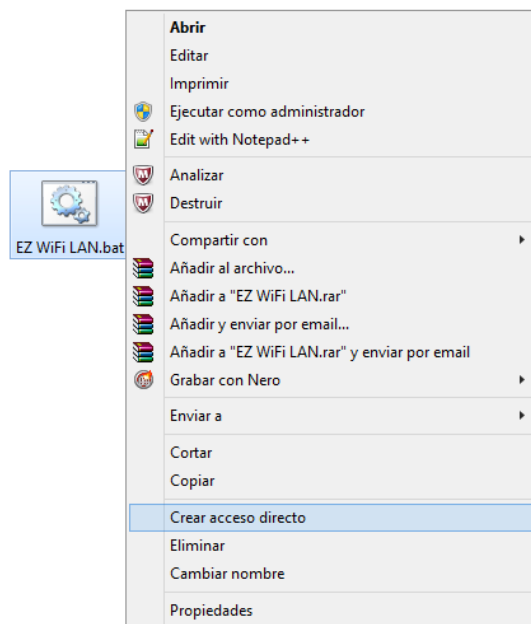 Abrir
Editar
Imprimir
Ejecutar como administrador
Edit with Notepad++
Analizar
Destruir
EZ WiFi LAN.bat
Compartir con
Añadir al archivo...
Añadir a "EZ WiFi LAN.rar"
Añadir y enviar por email...
Añadir a "EZ WiFi LAN.rar" y enviar por email
Grabar con Nero
Enviar a
Cortar
Copiar
Crear acceso directo
Eliminar
Cambiar nombre
Propiedades